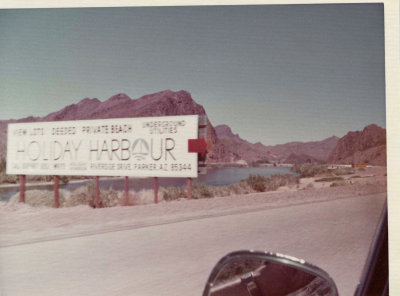 VIEW LOTS DEEDED PRIVATE BEACH UNDERGROUND UTILITIES
HOLIDAY HARBOUR
RIVERSIDE DRIVE, PARKER, AZ. 85344